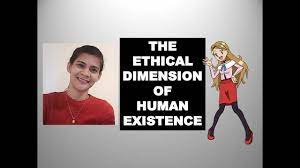 THE
ETHICAL
DIMENSION
OF
HUMAN
EXISTENCE